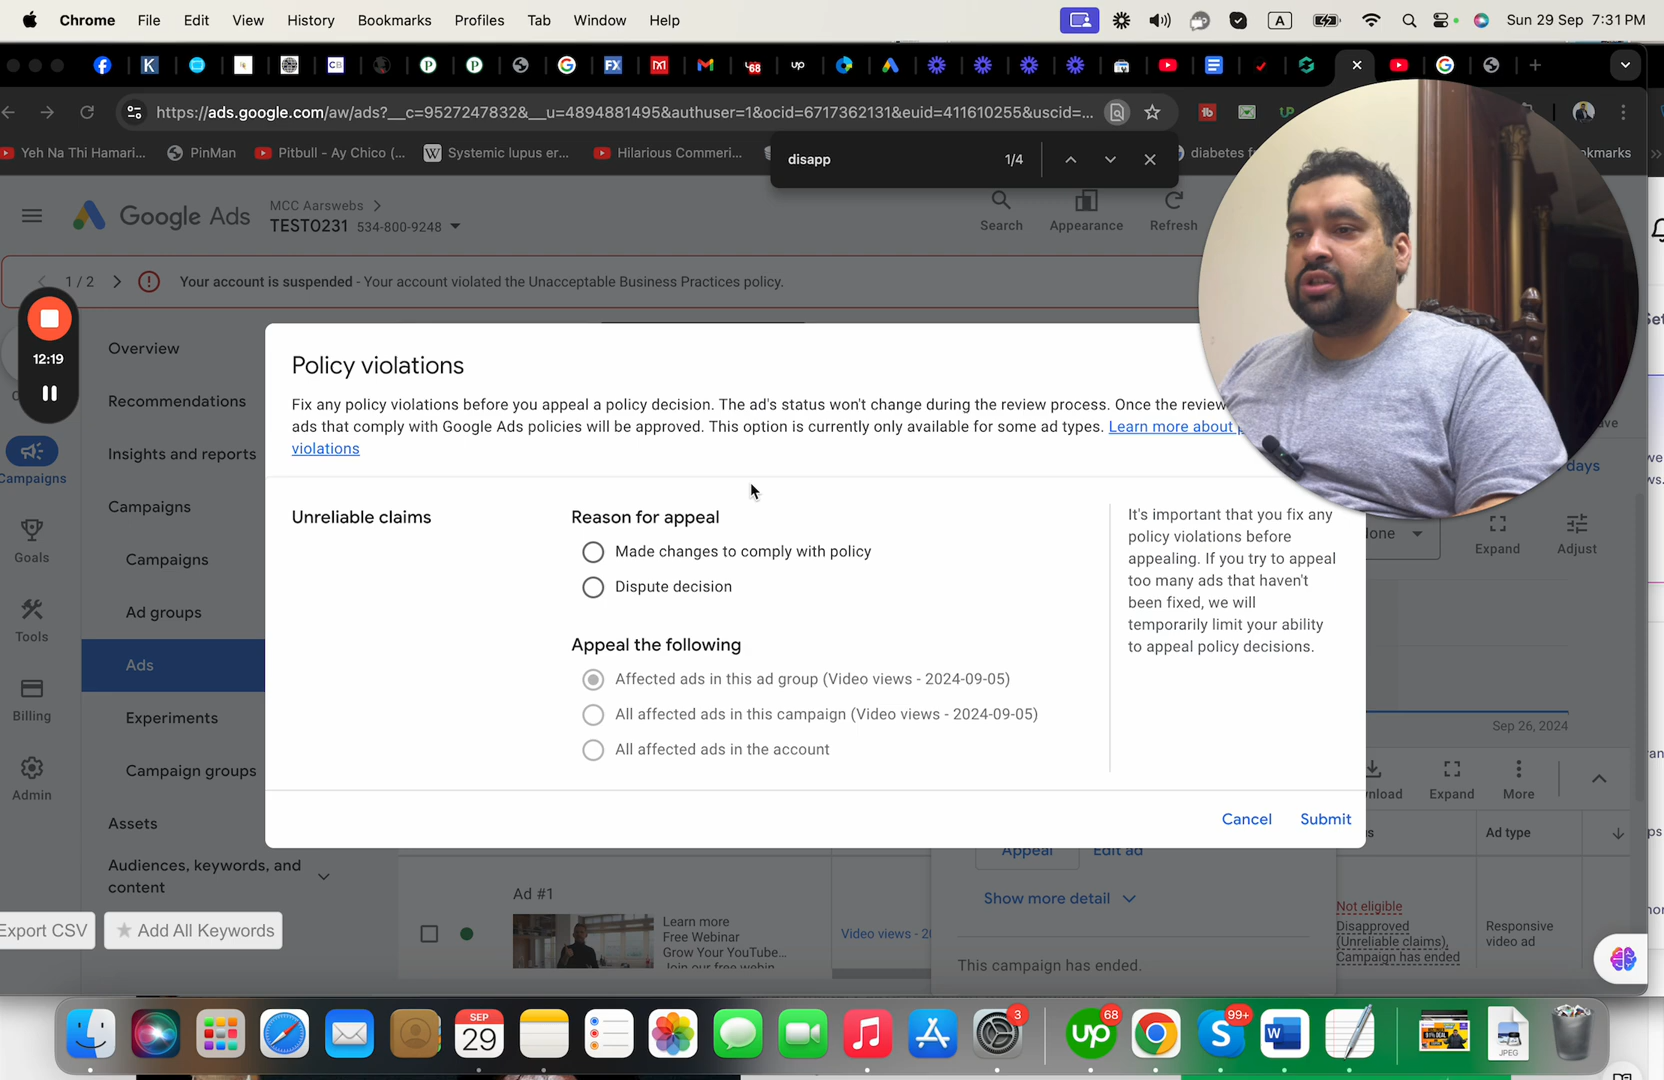 Chrome File Edit View History Bookmarks Profiles Tab Window Help
A
Sun 29 Sep 7:31 PM
https://ads.google.com/aw/ads?__c=9527247832&__u=4894881495&authuser=1&ocid=6717362131&euid=411610255&uscid=...
Yeh Na Thi Hamari... PinMan Pitbull - Ay Chico (... Systemic lupus er... Hilarious Commeri...
disapp 1/4
diabetes
Google Ads
MCC Aarswebs
TEST0231 534-800-9248
Search Appearance Refresh
1 / 2 Your account is suspended - Your account violated the Unacceptable Business Practices policy.
12:19
Campaigns
Goals
Tools
Billing
Admin
Overview
Recommendations
Insights and reports
Campaigns
Campaigns
Ad groups
Ads
Experiments
Campaign groups
Assets
Audiences, keywords, and
content
Export CSV
Add All Keywords
Policy violations
Fix any policy violations before you appeal a policy decision. The ad's status won't change during the review process. Once the review
ads that comply with Google Ads policies will be approved. This option is currently only available for some ad types. Learn more about
violations
Unreliable claims
Reason for appeal
Made changes to comply with policy
Dispute decision
Appeal the following
Affected ads in this ad group (Video views - 2024-09-05)
All affected ads in this campaign (Video views - 2024-09-05)
All affected ads in the account
It's important that you fix any
policy violations before
appealing. If you try to appeal
too many ads that haven't
been fixed, we will
temporarily limit your ability
to appeal policy decisions.
Cancel Submit
days
Expand Adjust
Sep 26, 2024
Expand More
Ad type
Appeal Edit ad
Show more detail
This campaign has ended.
Ad #1
Learn more
Free Webinar
Grow Your YouTube...
Join our free webin
Video views - 20
Not eligible
Disapproved
(Unreliable claims),
Campaign has ended
Responsive
video ad
SEP
29
3
68
up
99+
S
W
JPEG